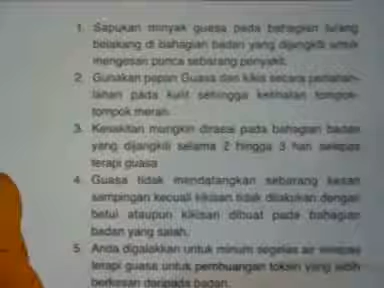 1. Sapukan minyak guasa pada bahagian tulang
belakang di bahagian badan yang dijangkiti untuk
mengesan punca sebarang penyakit.
2. Gunakan papan Guasa dan kikis secara perlahan-
lahan pada kulit sehingga kelihatan tompok-
tompok merah.
3. Kesakitan mungkin dirasai pada bahagian badan
yang dijangkiti selama 2 hingga 3 hari selepas
terapi guasa
4. Guasa tidak mendatangkan sebarang kesan
sampingan kecuali kikisan tidak dilakukan dengan
betul ataupun kikisan dibuat pada bahagian
badan yang salah.
5. Anda digalakkan untuk minum segelas air selepas
terapi guasa untuk pembuangan toksin yang lebih
berkesan daripada badan.